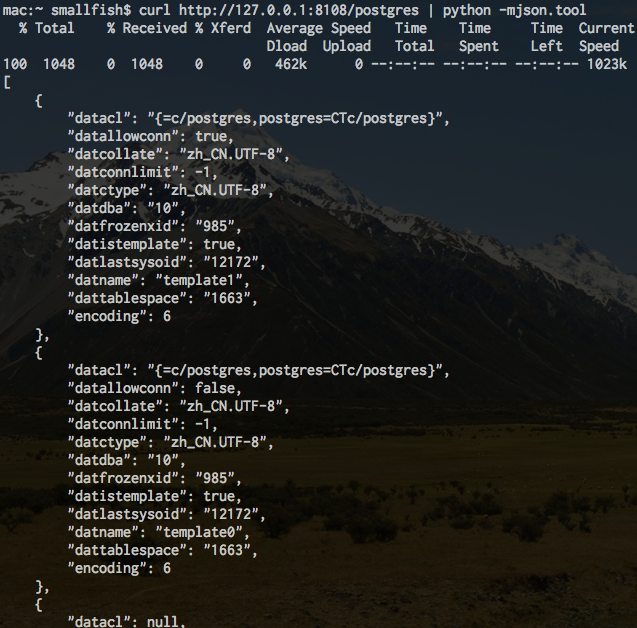 mac:~ smallfish$ curl http://127.0.0.1:8108/postgres | python -mjson.tool
  % Total    % Received % Xferd  Average Speed   Time    Time     Time  Current
                                 Dload  Upload   Total   Spent    Left  Speed
100  1048    0  1048    0     0   462k      0 --:--:-- --:--:-- --:--:-- 1023k
[
    {
        "datacl": "{=c/postgres,postgres=CTc/postgres}",
        "datallowconn": true,
        "datcollate": "zh_CN.UTF-8",
        "datconnlimit": -1,
        "datctype": "zh_CN.UTF-8",
        "datdba": "10",
        "datfrozenxid": "985",
        "datistemplate": true,
        "datlastsysoid": "12172",
        "datname": "template1",
        "dattablespace": "1663",
        "encoding": 6
    },
    {
        "datacl": "{=c/postgres,postgres=CTc/postgres}",
        "datallowconn": false,
        "datcollate": "zh_CN.UTF-8",
        "datconnlimit": -1,
        "datctype": "zh_CN.UTF-8",
        "datdba": "10",
        "datfrozenxid": "985",
        "datistemplate": true,
        "datlastsysoid": "12172",
        "datname": "template0",
        "dattablespace": "1663",
        "encoding": 6
    },
    {
        "datacl": null,